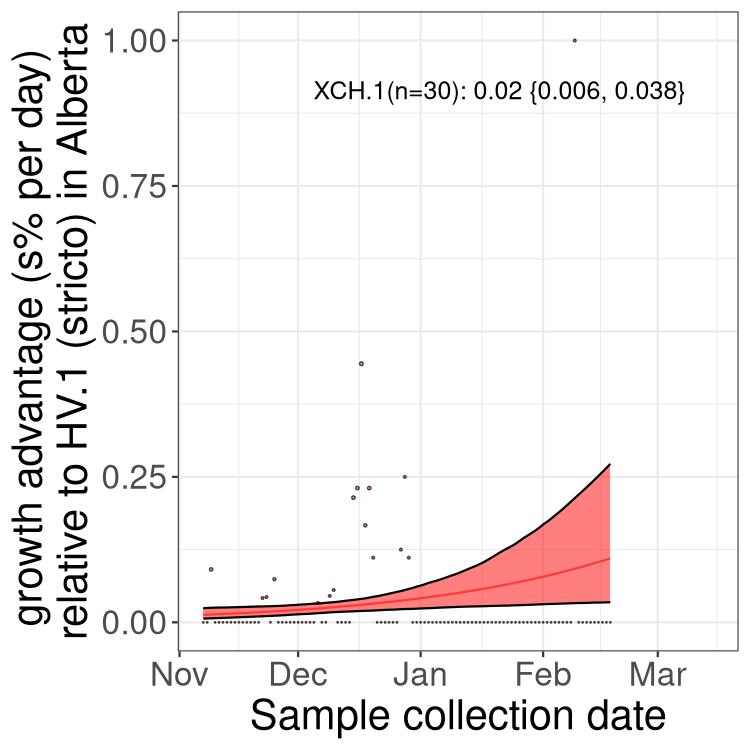 growth advantage (s% per day)
relative to HV.1 (stricto) in Alberta
1.00
XCH.1(n=30): 0.02 {0.006, 0.038}
0.75
0.50
0.25
0.00
Nov Dec Jan Feb Mar
Sample collection date